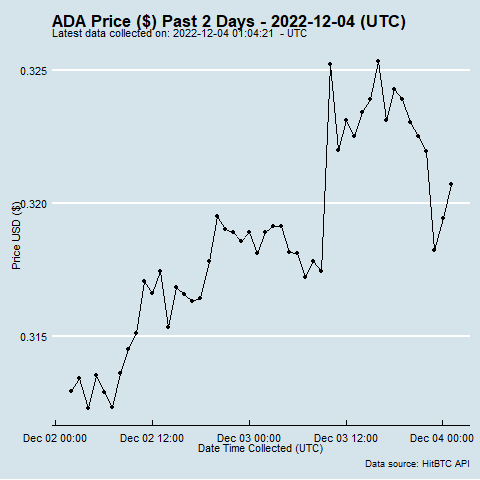 ADA Price ($) Past 2 Days - 2022-12-04 (UTC)
Latest data collected on: 2022-12-04 01:04:21  - UTC
0.325
0.320
0.315
Price USD ($)
Dec 02 00:00 Dec 02 12:00 Dec 03 00:00 Dec 03 12:00 Dec 04 00:00
Date Time Collected (UTC)
Data source: HitBTC API